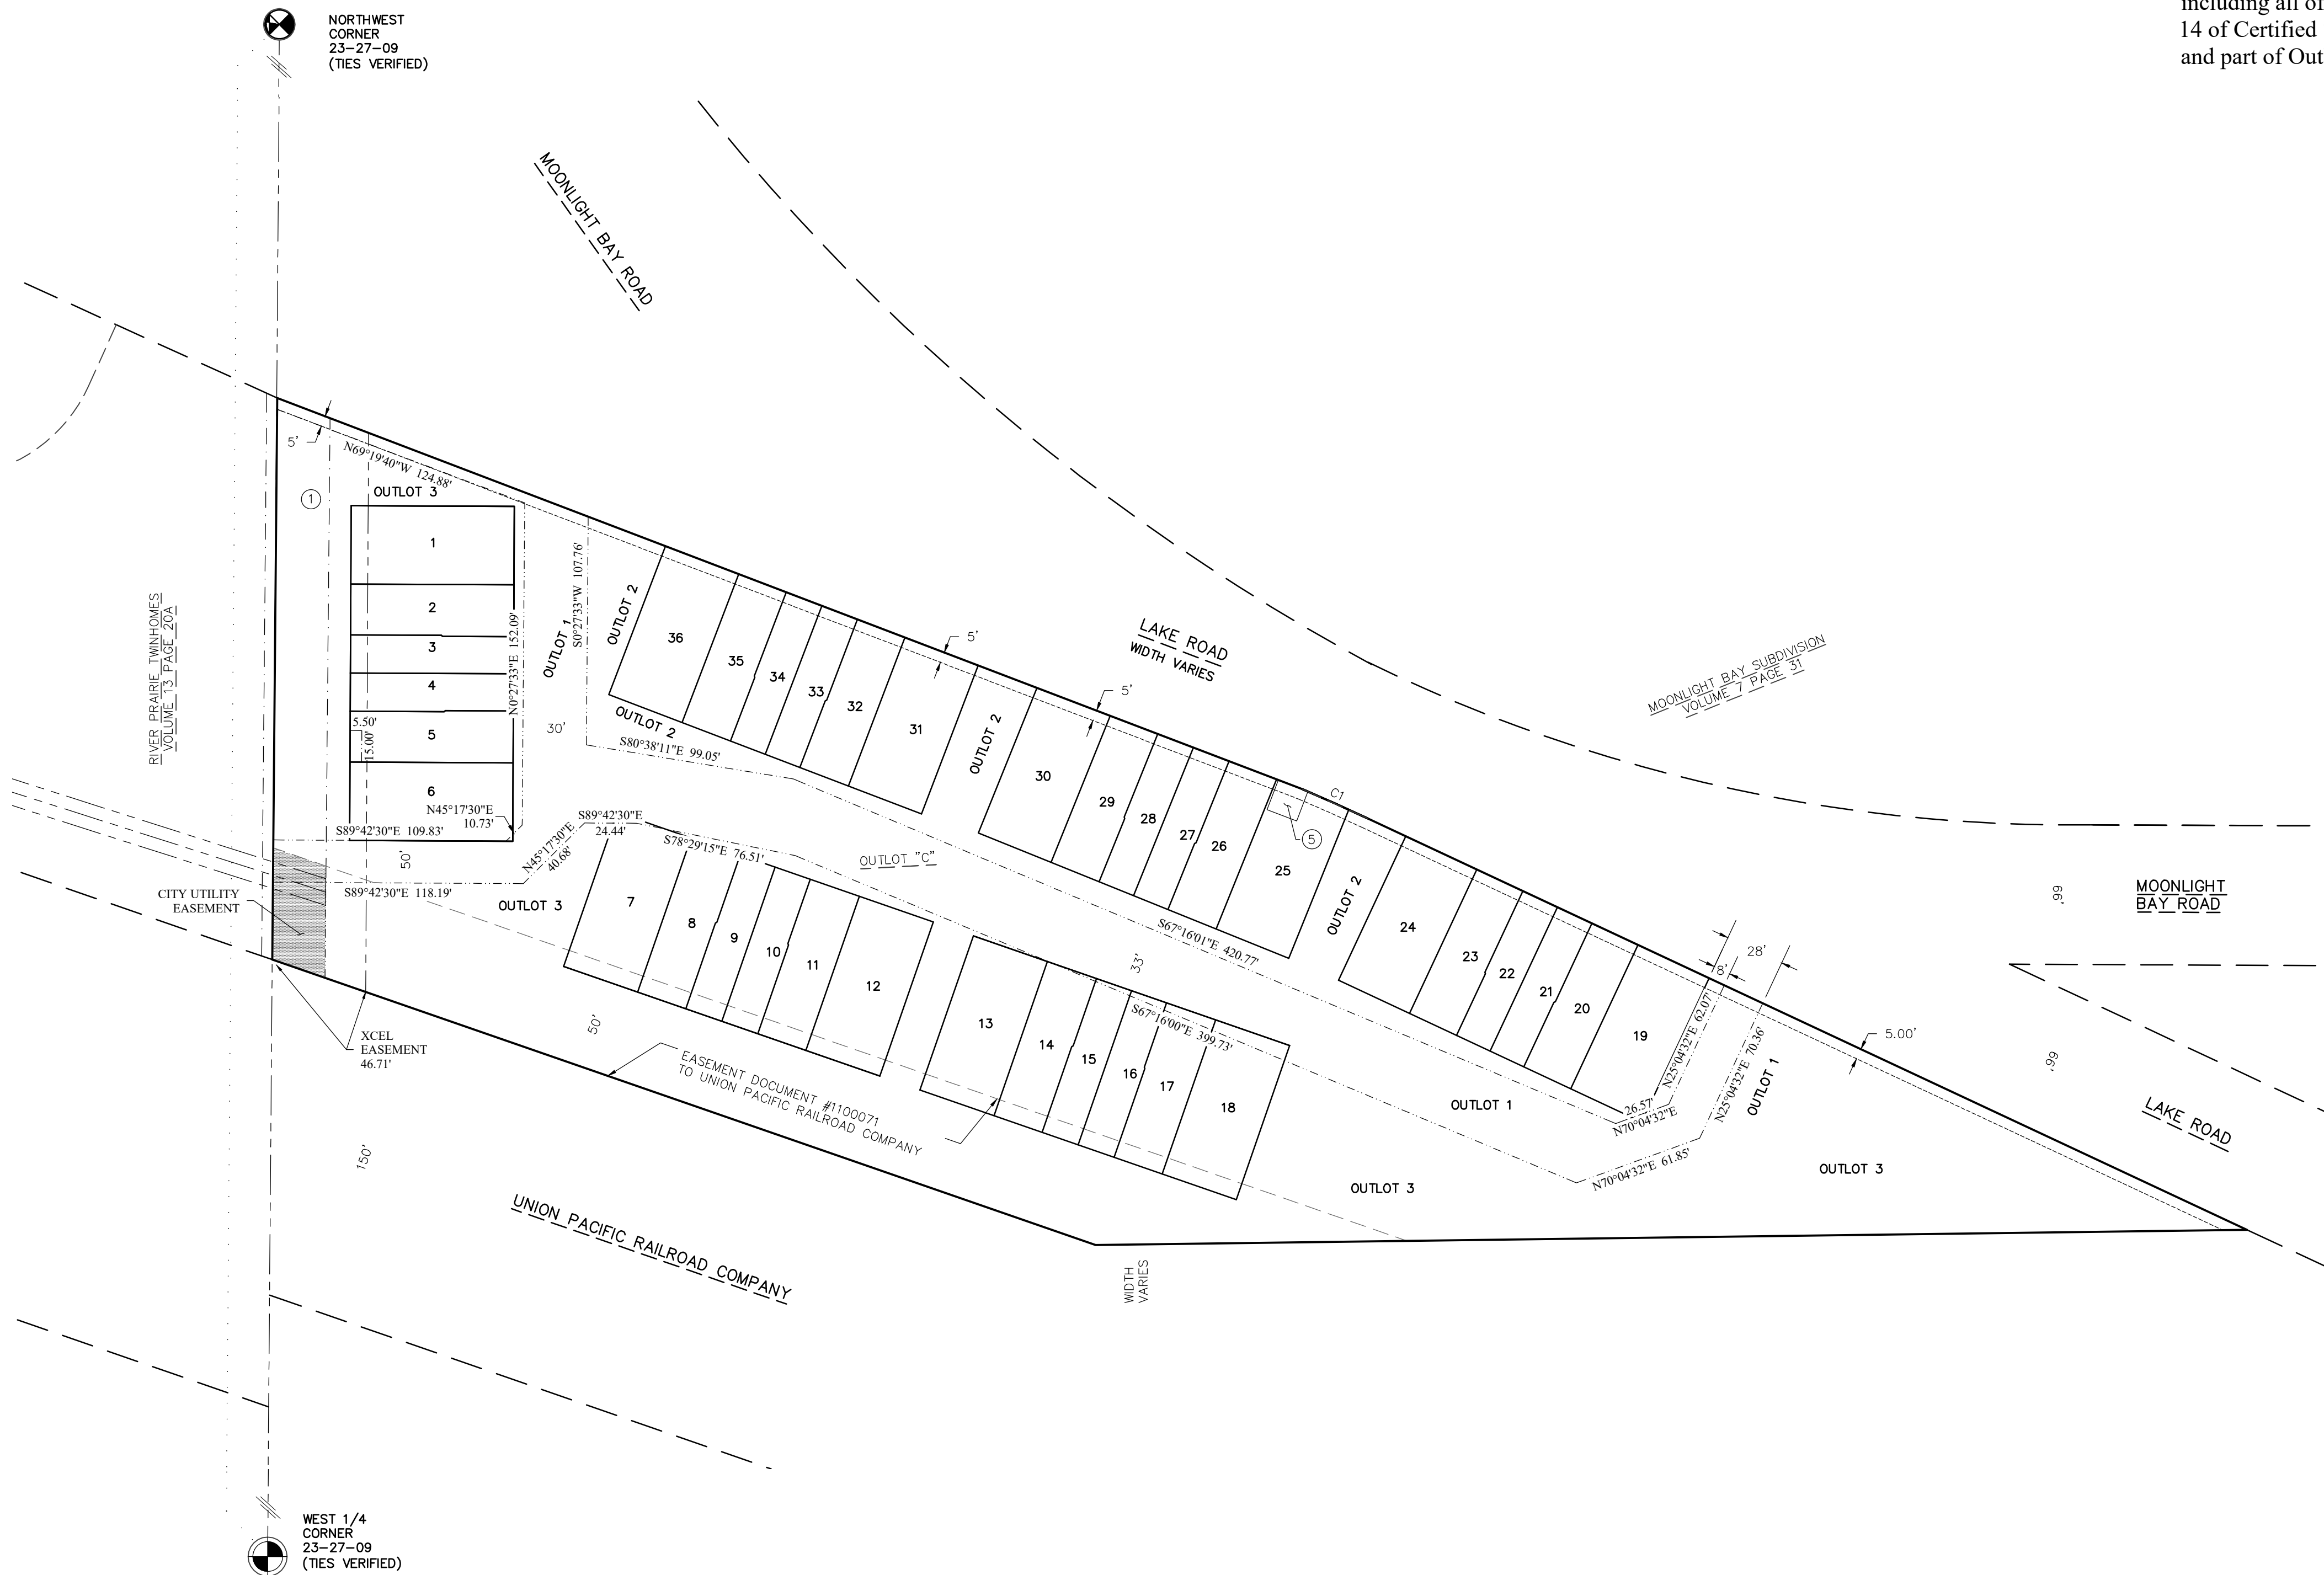 including all of
14 of Certified
and part of Out
NORTHWEST
CORNER
23-27-09
(TIES VERIFIED)
MOONLIGHT BAY ROAD
5'
N69°19'40"W 124.88'
OUTLOT 3
1
1
2
3
4
5
6
5.50'
15.00'
N0°27'33"E 152.09'
N45°17'30"E
10.73'
S89°42'30"E 109.83'
50'
S89°42'30"E 118.19'
RIVER PRAIRIE TWINHOMES
VOLUME 13 PAGE 20A
CITY UTILITY
EASEMENT
XCEL
EASEMENT
46.71'
OUTLOT 1
S0°27'33"W 107.76'
30'
OUTLOT 2
OUTLOT 2
S80°38'11"E 99.05'
36
35
34
33
32
31
5'
OUTLOT 2
30
29
28
27
26
25
5'
5
C1
LAKE ROAD
WIDTH VARIES
MOONLIGHT BAY SUBDIVISION
VOLUME 7 PAGE 31
OUTLOT 2
24
23
22
21
20
19
S89°42'30"E
24.44'
N45°17'30"E
40.68'
S78°29'15"E 76.51'
OUTLOT "C"
OUTLOT 3
7
8
9
10
11
12
13
14
15
16
17
18
33'
S67°16'01"E 420.77'
S67°16'00"E 399.73'
50'
EASEMENT DOCUMENT #1100071
TO UNION PACIFIC RAILROAD COMPANY
28'
8'
N25°04'32"E 62.07'
N25°04'32"E 70.36'
26.57'
N70°04'32"E
N70°04'32"E 61.85'
OUTLOT 1
OUTLOT 1
OUTLOT 3
OUTLOT 3
5.00'
66'
MOONLIGHT
BAY ROAD
66'
LAKE ROAD
150'
UNION PACIFIC RAILROAD COMPANY
WIDTH
VARIES
WEST 1/4
CORNER
23-27-09
(TIES VERIFIED)